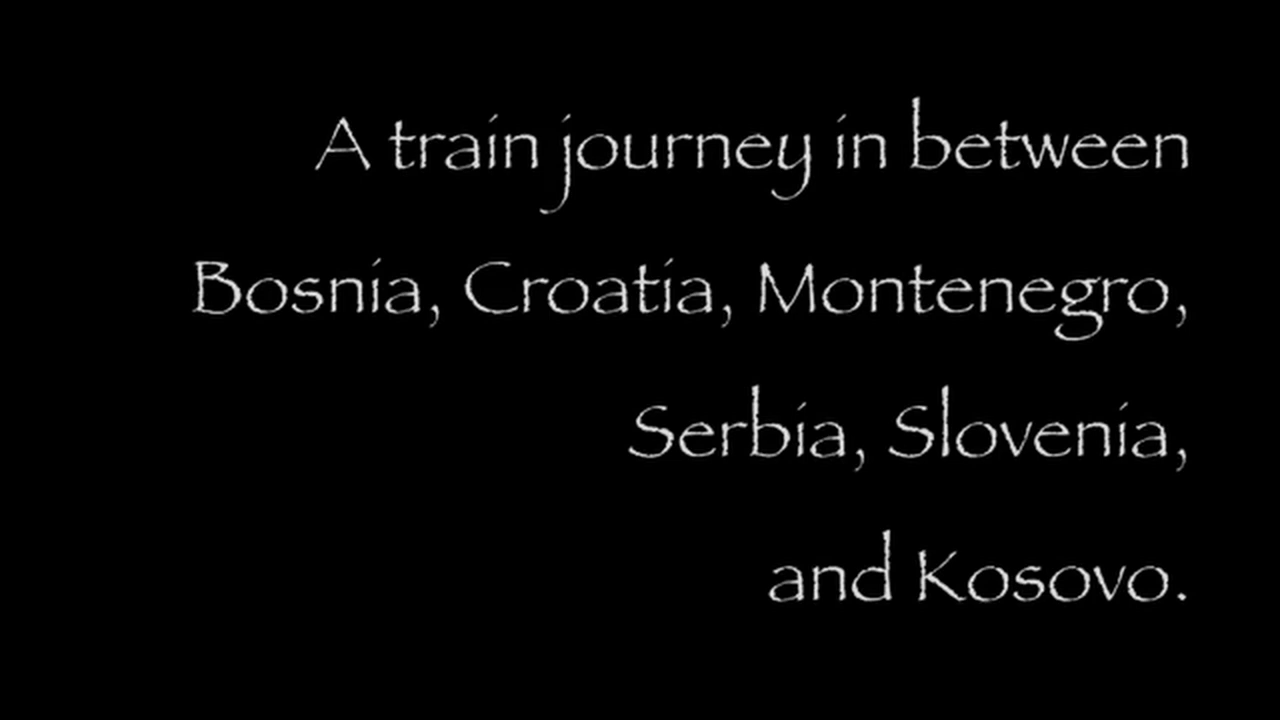 A train journey in between
Bosnia, Croatia, Montenegro,
Serbia, Slovenia,
and Kosovo.